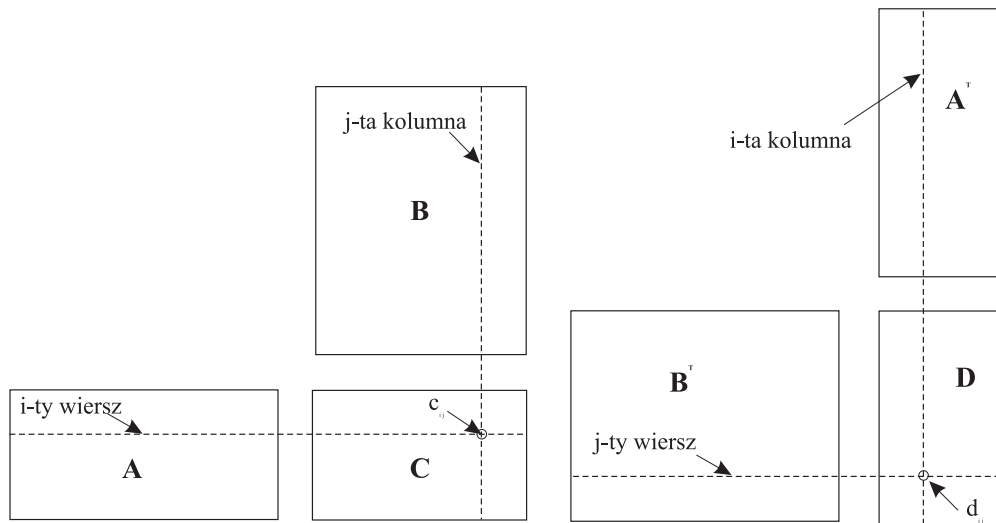 j-ta kolumna
B
i-ty wiersz
A
c
C
i-ta kolumna
A^T
B^T
j-ty wiersz
D
d